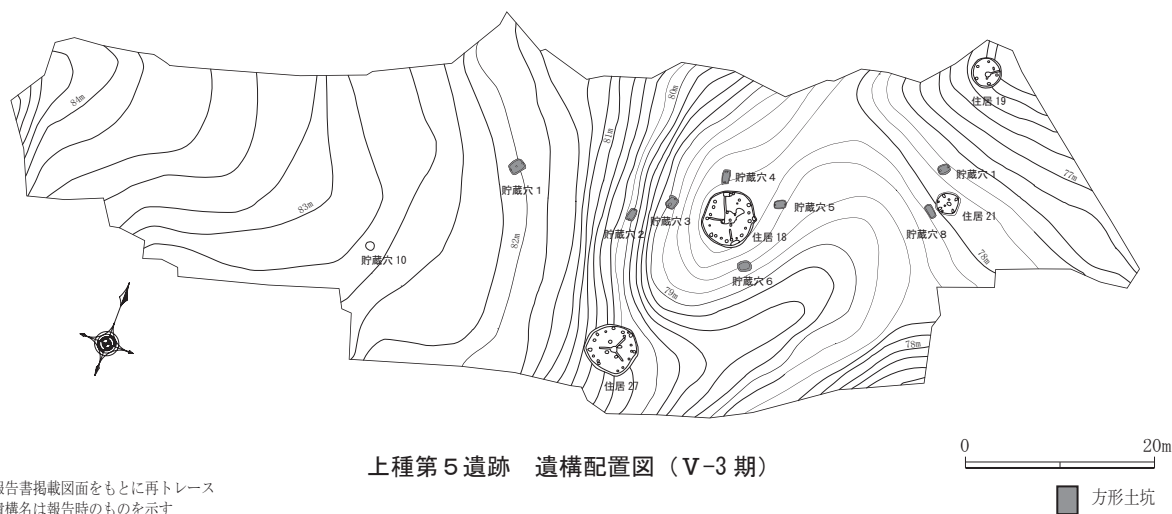 84m
83m
82m
81m
80m
79m
78m
78m
77m
住居 19
貯蔵穴 1
貯蔵穴 4
貯蔵穴 1
貯蔵穴 2
貯蔵穴 3
貯蔵穴 5
住居 18
貯蔵穴 8
住居 21
貯蔵穴 10
貯蔵穴 6
住居 27
上種第５遺跡 遺構配置図（Ⅴ-3 期）
0 20m
報告書掲載図面をもとに再トレース
遺構名は報告時のものを示す
方形土坑